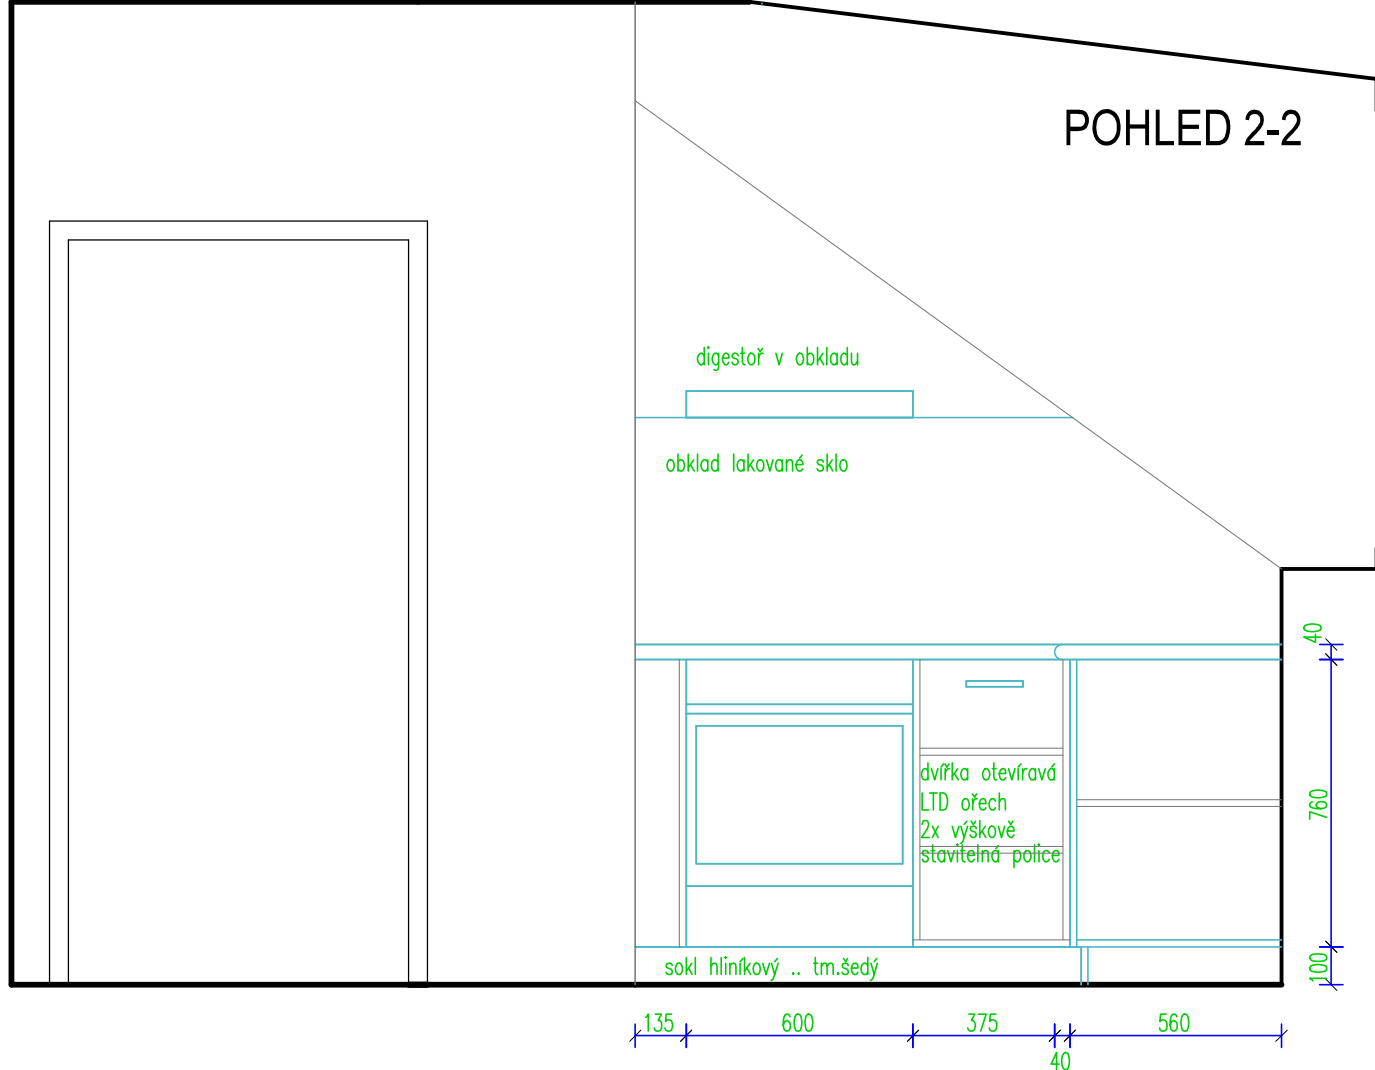 POHLED 2-2
digestoř v obkladu
obklad lakované sklo
40
dvířka otevíravá
LTD ořech
2x výškově
stavitelná police
760
sokl hliníkový .. tm.šedý
100
135
600
375
560
40